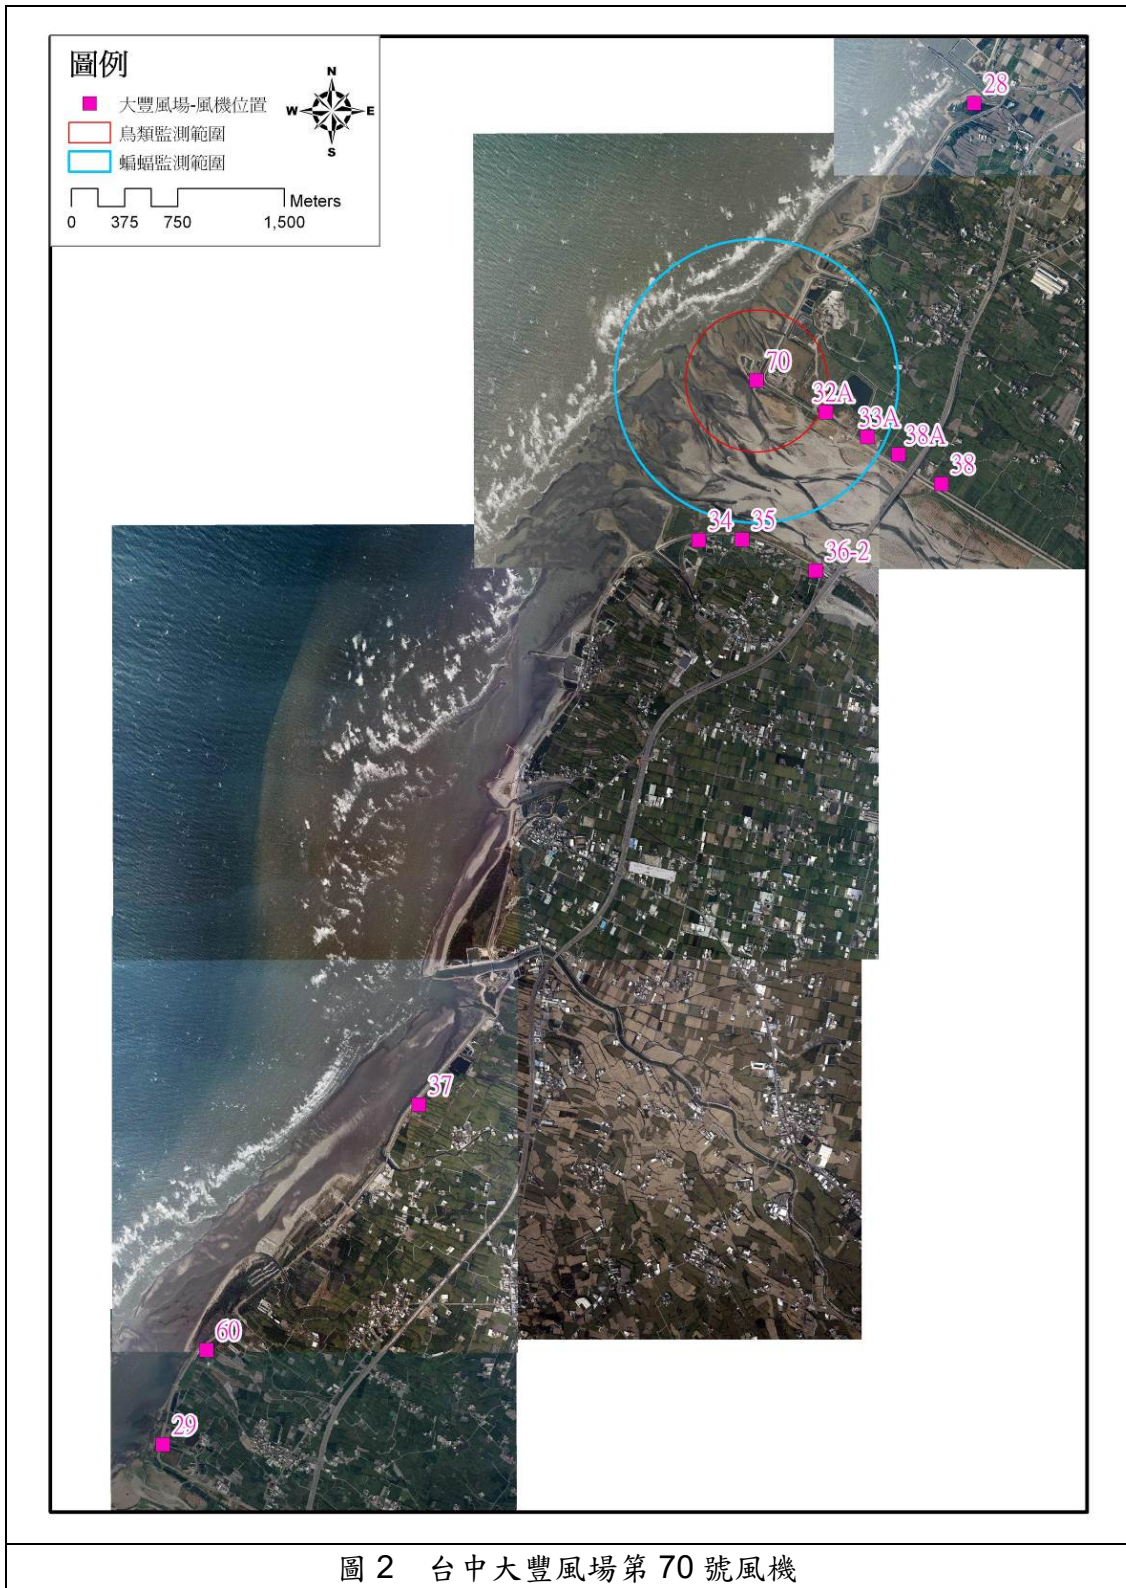 圖例
N
W E
S
大豐風場-風機位置
鳥類監測範圍
蝙蝠監測範圍
Meters
0 375 750 1,500
28
70
32A
33A
38A
38
34 35
36-2
37
60
29
圖 2 台中大豐風場第 70 號風機